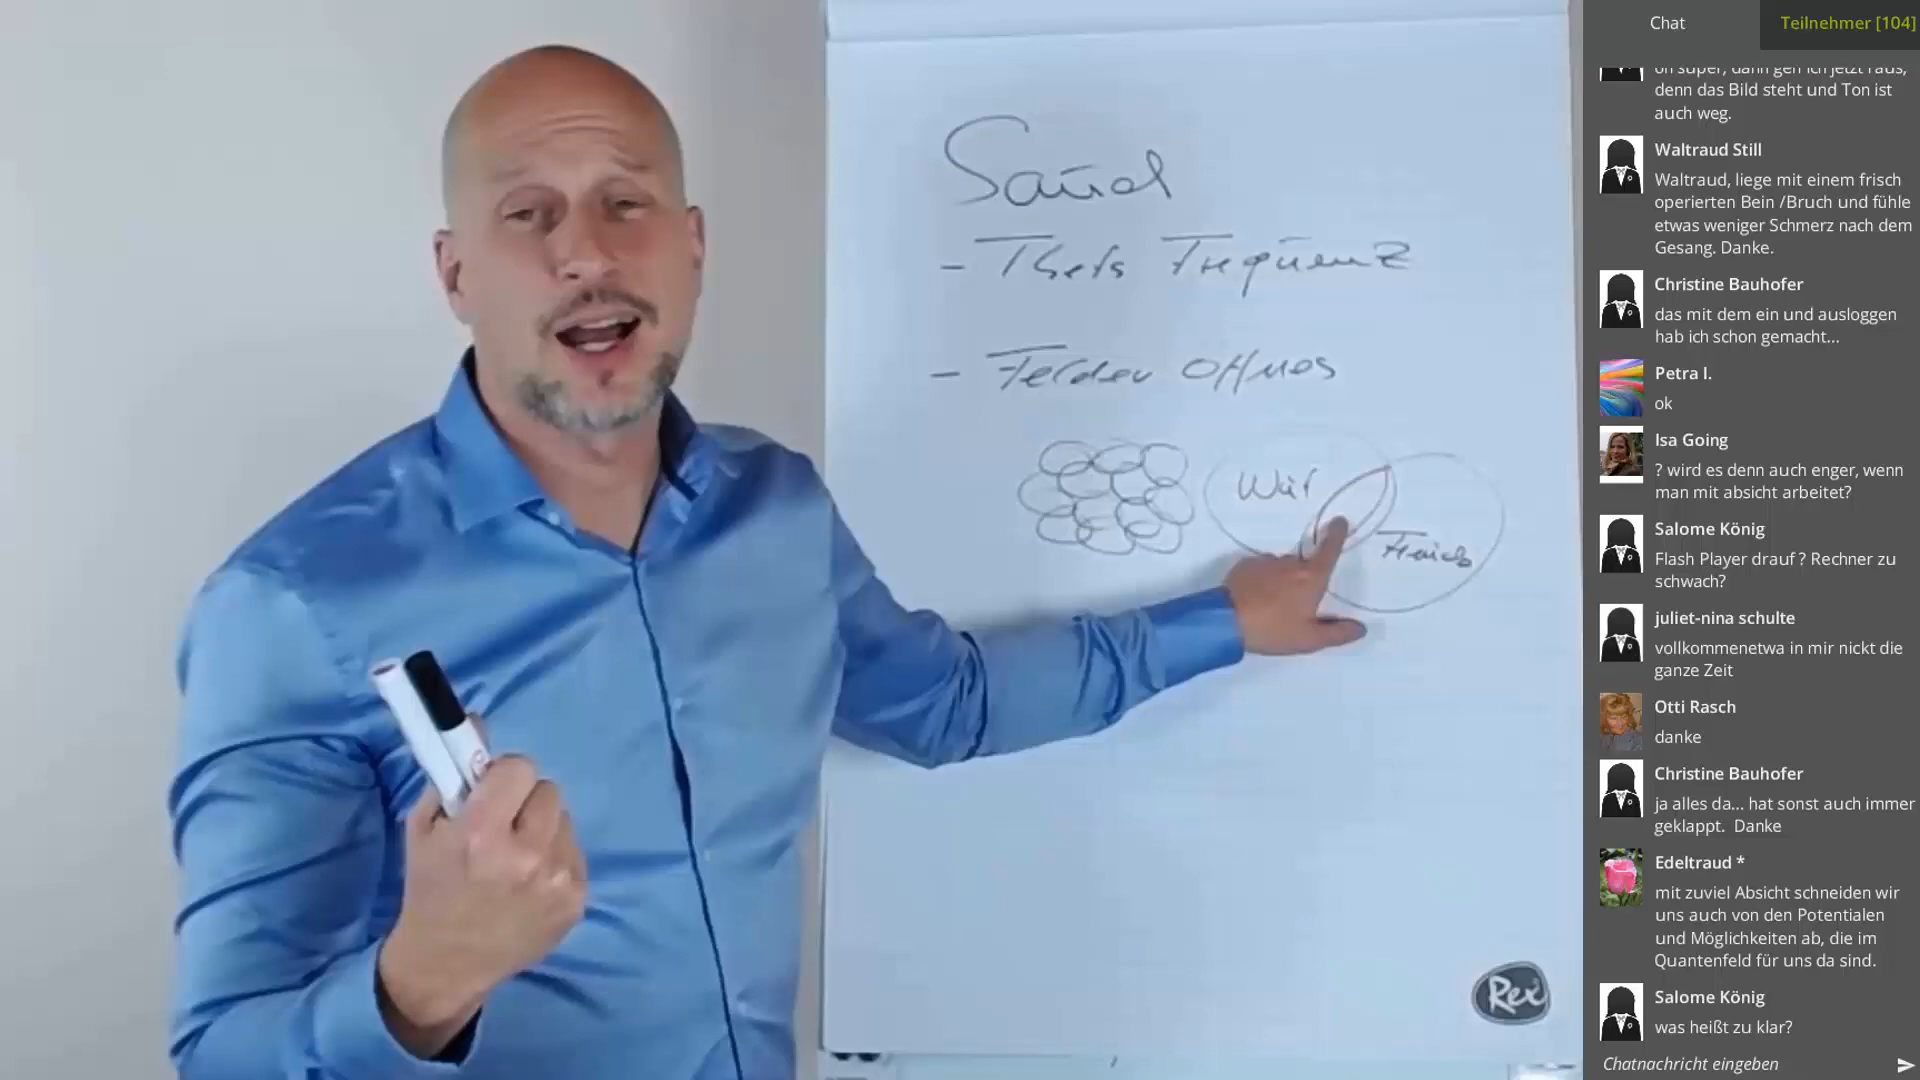 Chat
Teilnehmer [104]
oh super, dann geh ich jetzt raus,
denn das Bild steht und Ton ist
auch weg.
Waltraud Still
Waltraud, liege mit einem frisch
operierten Bein /Bruch und fühle
etwas weniger Schmerz nach dem
Gesang. Danke.
Christine Bauhofer
das mit dem ein und ausloggen
hab ich schon gemacht...
Petra I.
ok
Isa Going
? wird es denn auch enger, wenn
man mit absicht arbeitet?
Salome König
Flash Player drauf ? Rechner zu
schwach?
juliet-nina schulte
vollkommenetwa in mir nickt die
ganze Zeit
Otti Rasch
danke
Christine Bauhofer
ja alles da... hat sonst auch immer
geklappt. Danke
Edeltraud *
mit zuviel Absicht schneiden wir
uns auch von den Potentialen
und Möglichkeiten ab, die im
Quantenfeld für uns da sind.
Salome König
was heißt zu klar?
Chatnachricht eingeben
- Theta Frequenz
- Felder öffnes
Rex